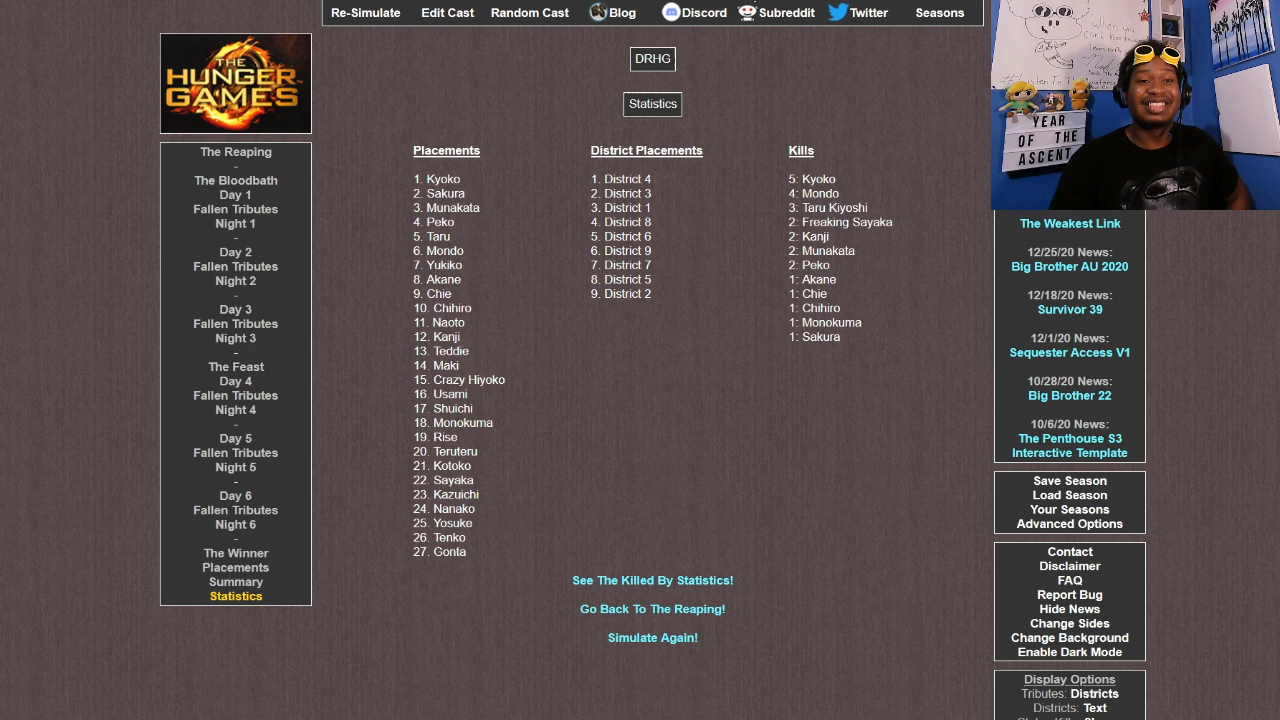 Re-Simulate Edit Cast Random Cast Blog Discord Subreddit Twitter Seasons
THE
HUNGER
GAMES
The Reaping
-
The Bloodbath
Day 1
Fallen Tributes
Night 1
-
Day 2
Fallen Tributes
Night 2
-
Day 3
Fallen Tributes
Night 3
-
The Feast
Day 4
Fallen Tributes
Night 4
-
Day 5
Fallen Tributes
Night 5
-
Day 6
Fallen Tributes
Night 6
-
The Winner
Placements
Summary
Statistics
DRHG
Statistics
Placements
1. Kyoko
2. Sakura
3. Munakata
4. Peko
5. Taru
6. Mondo
7. Yukiko
8. Akane
9. Chie
10. Chihiro
11. Naoto
12. Kanji
13. Teddie
14. Maki
15. Crazy Hiyoko
16. Usami
17. Shuichi
18. Monokuma
19. Rise
20. Teruteru
21. Kotoko
22. Sayaka
23. Kazuichi
24. Nanako
25. Yosuke
26. Tenko
27. Gonta
District Placements
1. District 4
2. District 3
3. District 1
4. District 8
5. District 6
6. District 9
7. District 7
8. District 5
9. District 2
Kills
5: Kyoko
4: Mondo
3: Taru Kiyoshi
2: Freaking Sayaka
2: Kanji
2: Munakata
2: Peko
1: Akane
1: Chie
1: Chihiro
1: Monokuma
1: Sakura
See The Killed By Statistics!
Go Back To The Reaping!
Simulate Again!
when you
can't
YEAR
OF THE
ASCENT
The Weakest Link
12/25/20 News:
Big Brother AU 2020
12/18/20 News:
Survivor 39
12/1/20 News:
Sequester Access V1
10/28/20 News:
Big Brother 22
10/6/20 News:
The Penthouse S3
Interactive Template
Save Season
Load Season
Your Seasons
Advanced Options
Contact
Disclaimer
FAQ
Report Bug
Hide News
Change Sides
Change Background
Enable Dark Mode
Display Options
Tributes: Districts
Districts: Text